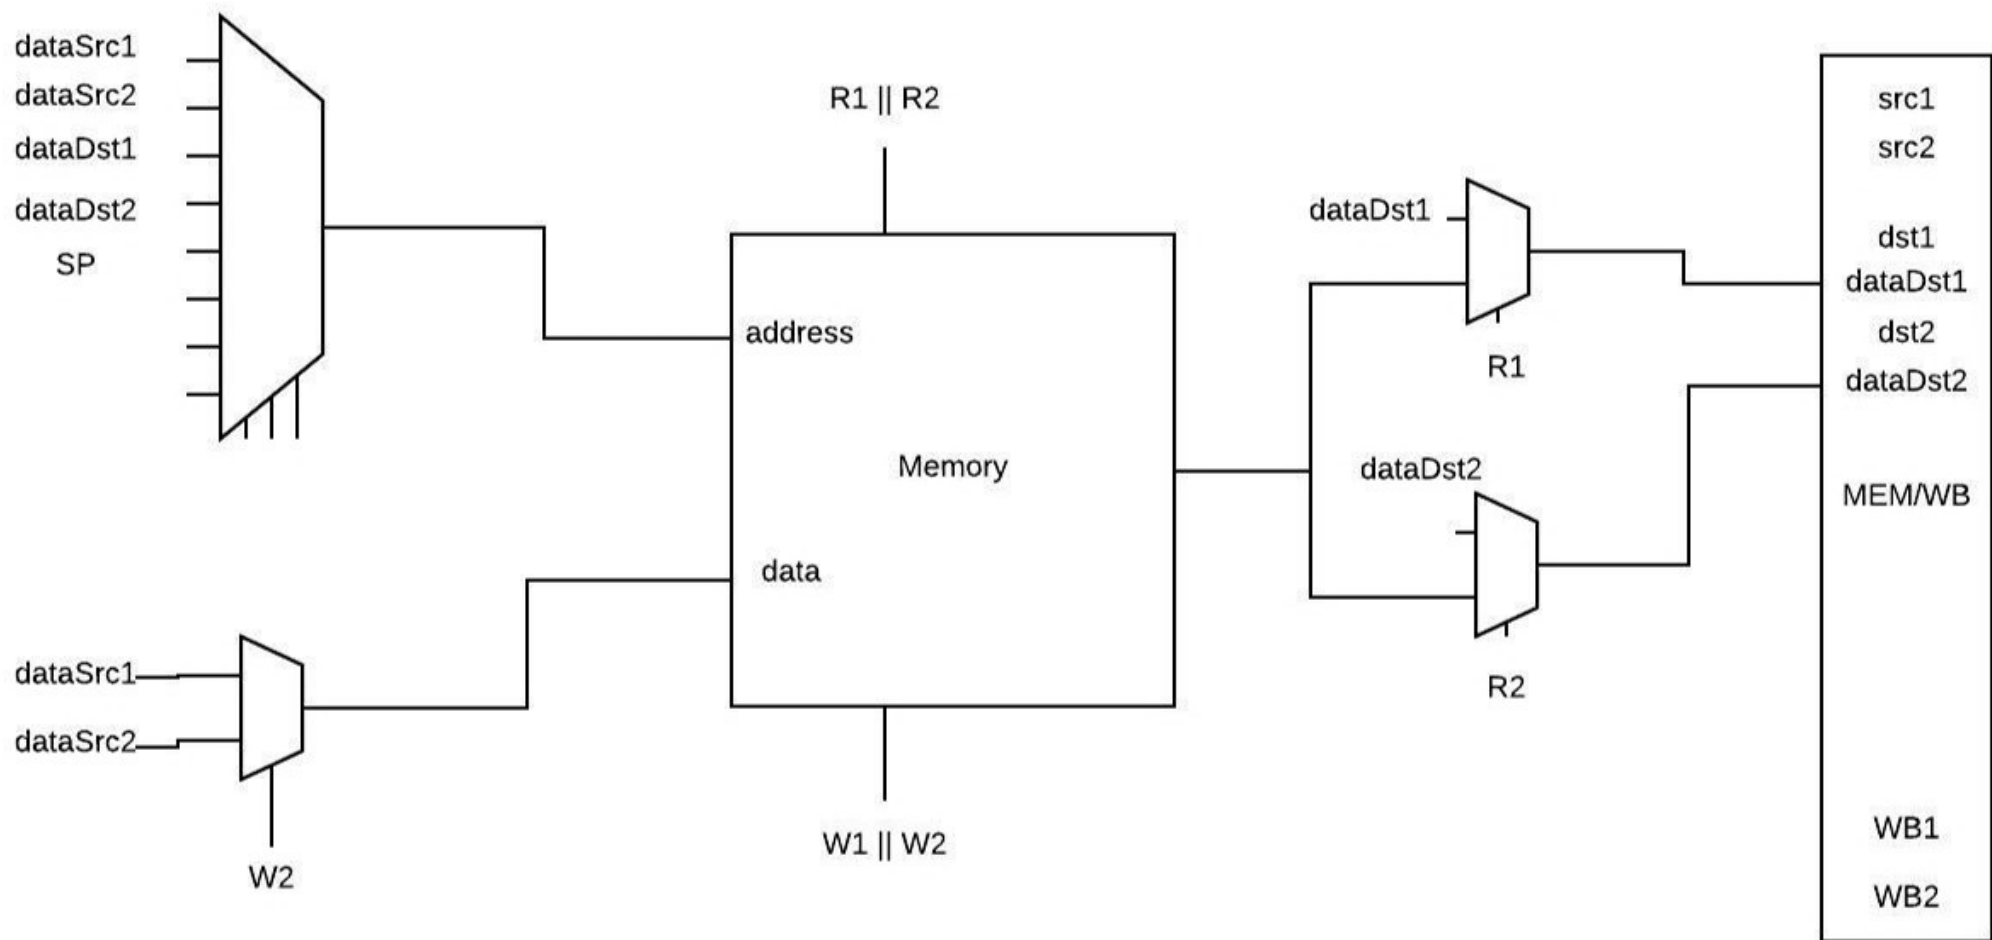 dataSrc1
dataSrc2
dataDst1
dataDst2
SP
R1 || R2
address
Memory
data
dataSrc1
dataSrc2
W2
W1 || W2
dataDst1
R1
dataDst2
R2
src1
src2
dst1
dataDst1
dst2
dataDst2
MEM/WB
WB1
WB2